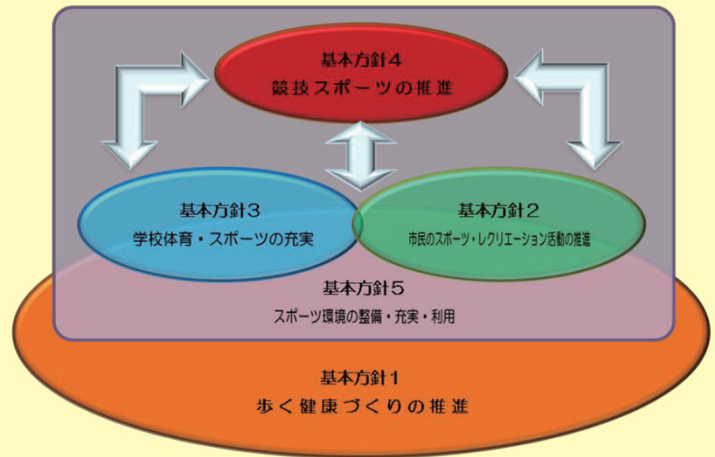 基本方針4
競技スポーツの推進
基本方針3
学校体育・スポーツの充実
基本方針2
市民のスポーツ・レクリエーション活動の推進
基本方針5
スポーツ環境の整備・充実・利用
基本方針1
歩く健康づくりの推進